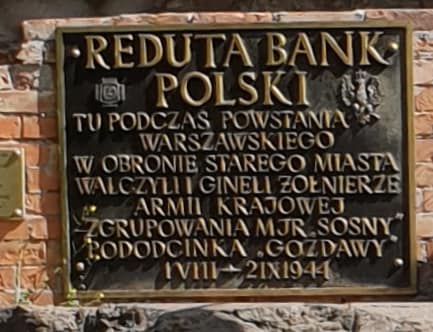 REDUTA BANK
POLSKI
TU PODCZAS POWSTANIA
WARSZAWSKIEGO
W OBRONIE STAREGO MIASTA
WALCZYLI I GINĘLI ŻOŁNIERZE
ARMII KRAJOWEJ
ZGRUPOWANIA MJR. „SOSNY"
PODODCINKA „GOZDAWY"
1 VIII – 2 IX 1944